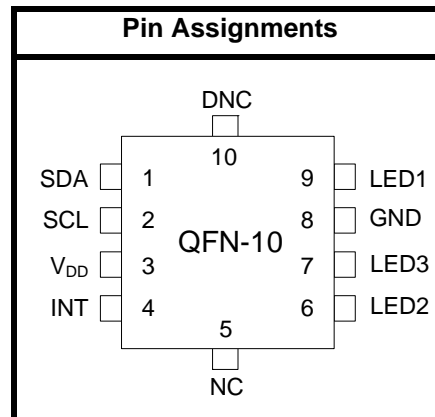 Pin Assignments
DNC
10
SDA 1 9 LED1
SCL 2 8 GND
QFN-10
VDD 3 7 LED3
INT 4 6 LED2
5
NC